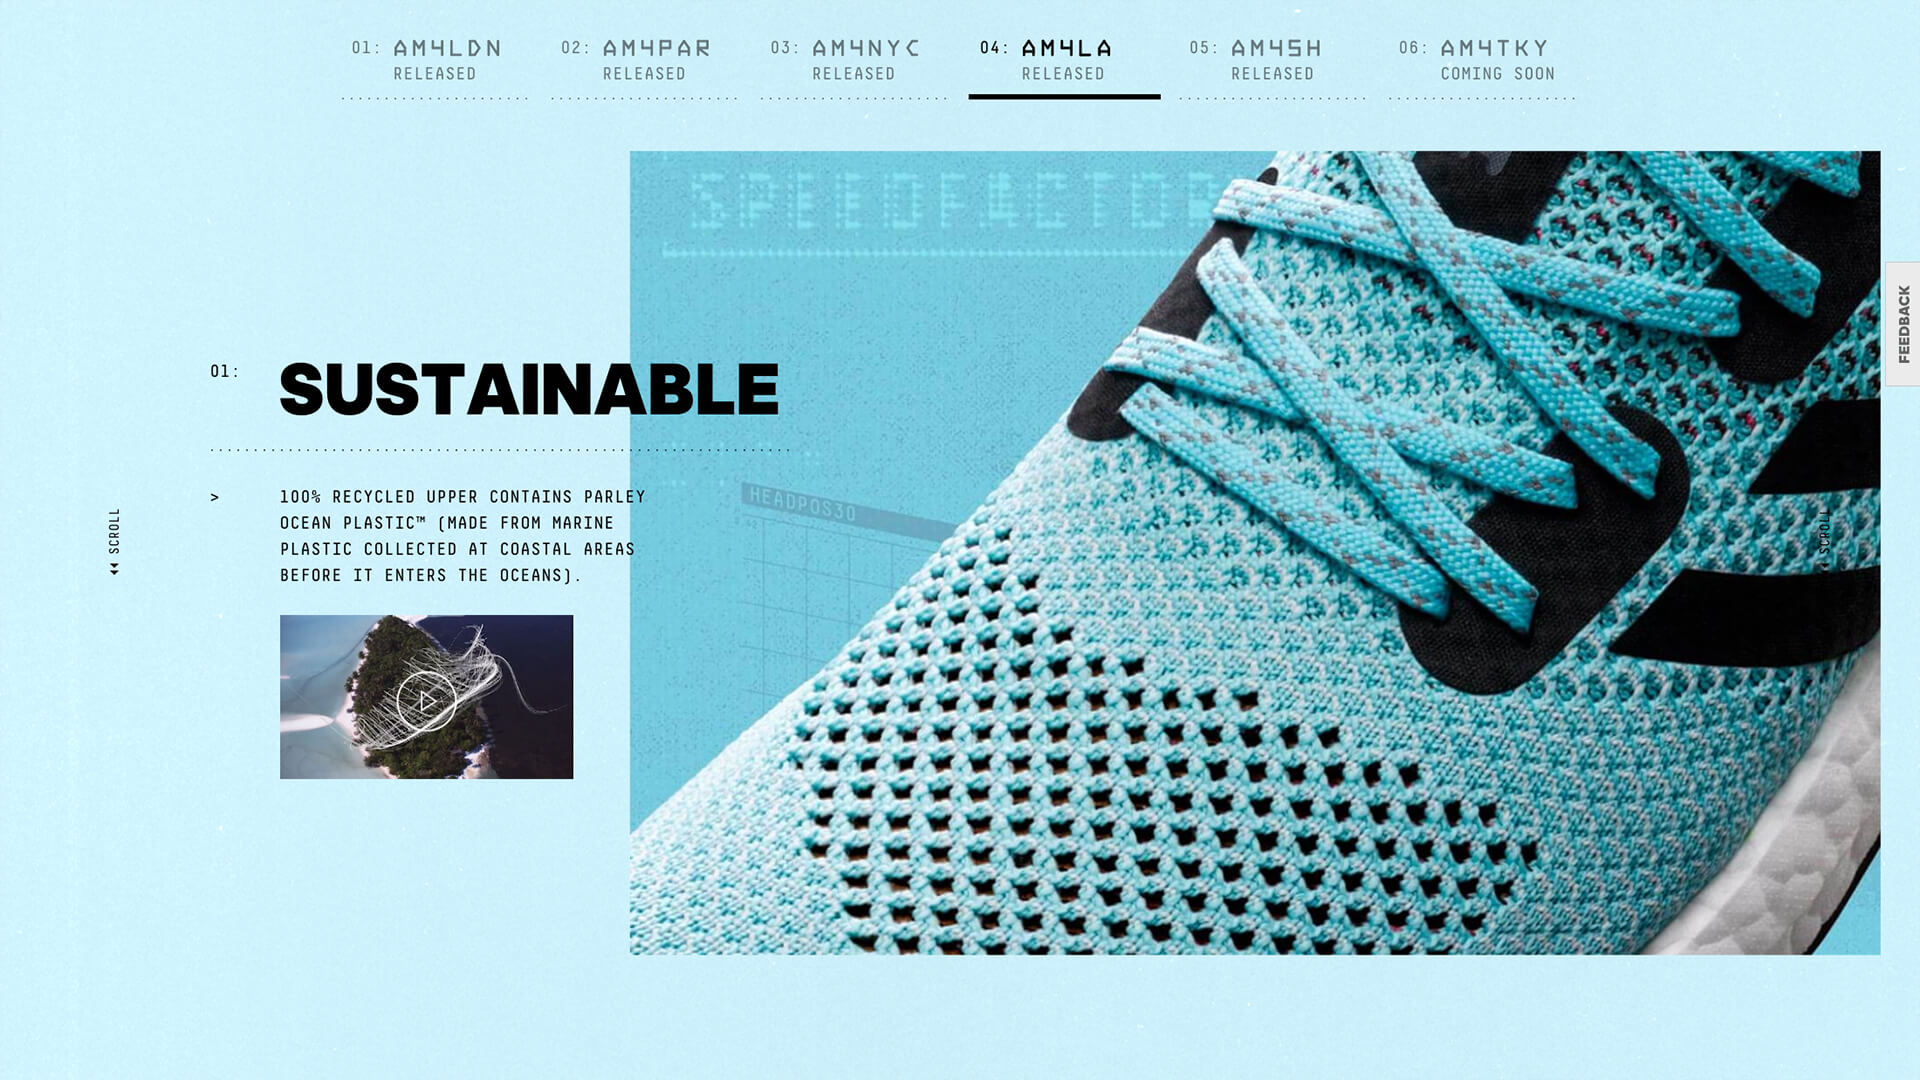 01: AM4LDN
RELEASED
02: AM4PAR
RELEASED
03: AM4NYC
RELEASED
04: AM4LA
RELEASED
05: AM4SH
RELEASED
06: AM4TKY
COMING SOON
SPEEDFACTOR
FEEDBACK
01: SUSTAINABLE
> 100% RECYCLED UPPER CONTAINS PARLEY
OCEAN PLASTIC™ (MADE FROM MARINE
PLASTIC COLLECTED AT COASTAL AREAS
BEFORE IT ENTERS THE OCEANS).
HEADPOS30
SCROLL
SCROLL